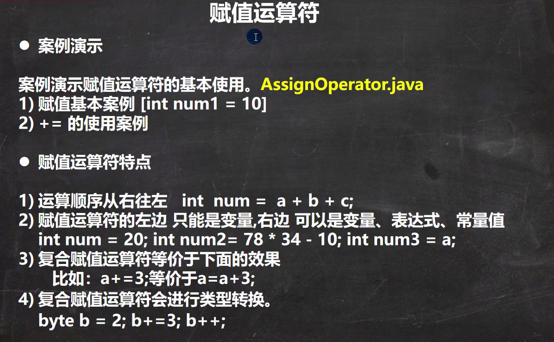 赋值运算符
● 案例演示
案例演示赋值运算符的基本使用。AssignOperator.java
1) 赋值基本案例 [int num1 = 10]
2) += 的使用案例
● 赋值运算符特点
1) 运算顺序从右往左 int num = a + b + c;
2) 赋值运算符的左边 只能是变量,右边 可以是变量、表达式、常量值
int num = 20; int num2= 78 * 34 - 10; int num3 = a;
3) 复合赋值运算符等价于下面的效果
比如：a+=3;等价于a=a+3;
4) 复合赋值运算符会进行类型转换。
byte b = 2; b+=3; b++;